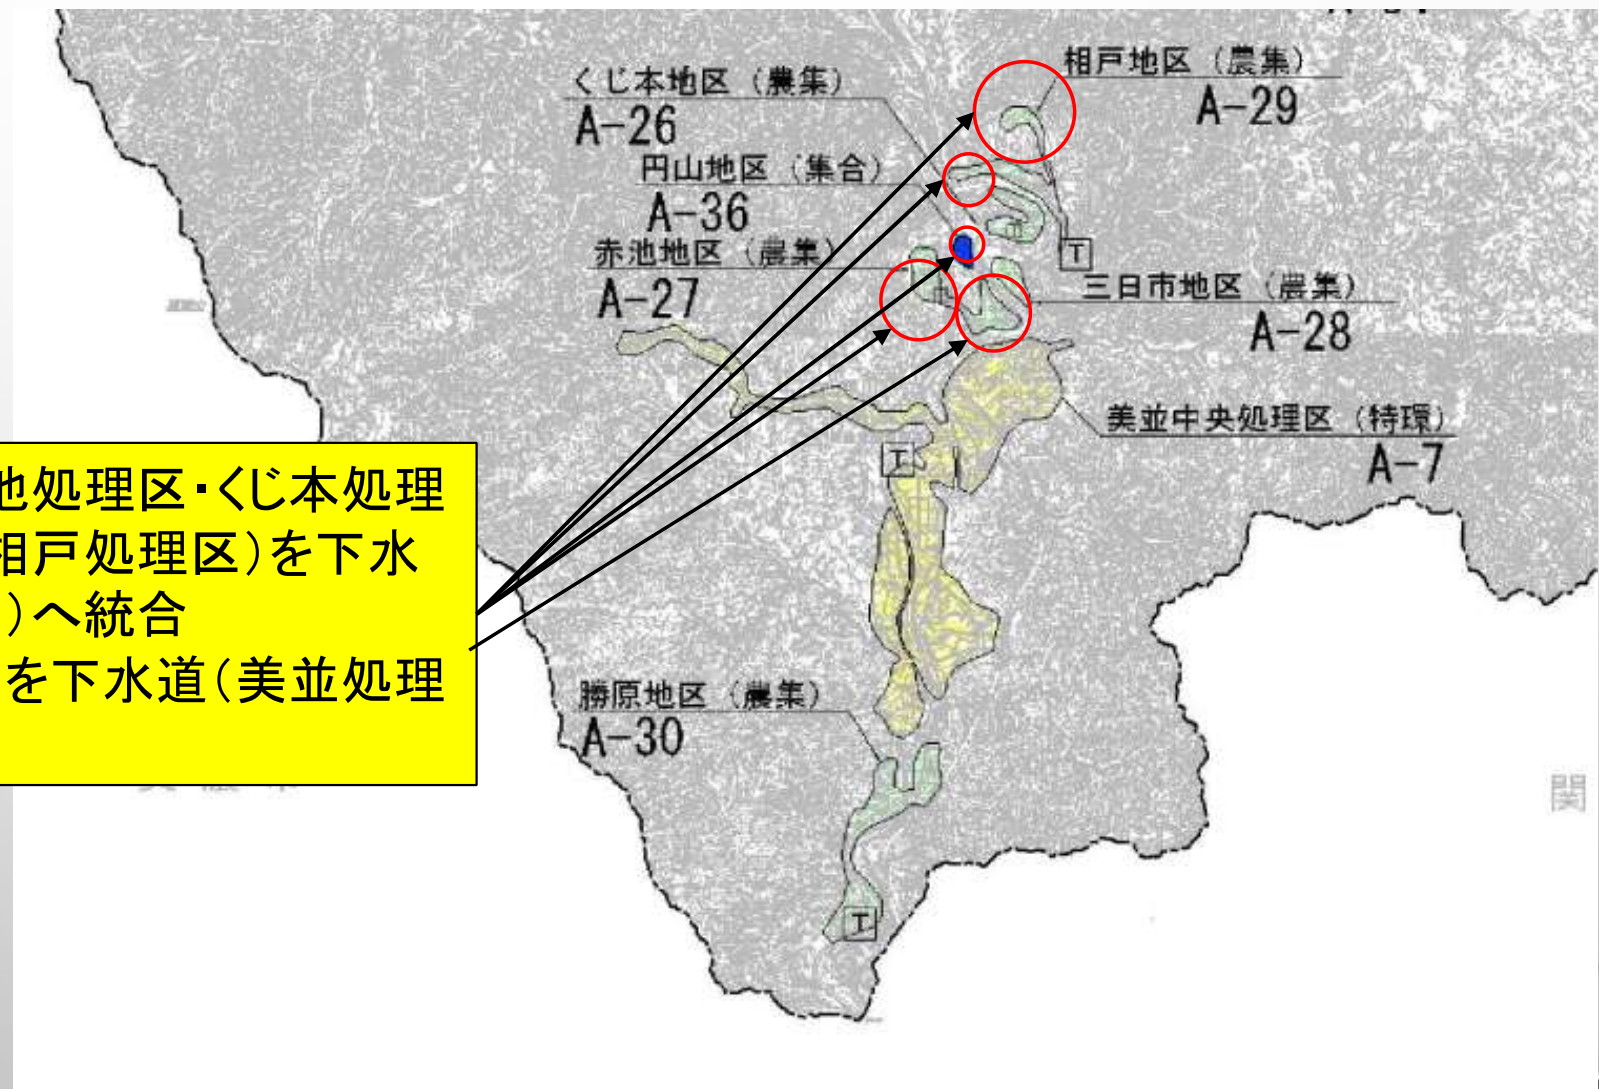 相戸地区（農集）
A-29
くじ本地区（農集）
A-26
円山地区（集合）
A-36
赤池地区（農集）
A-27
三日市地区（農集）
A-28
美並中央処理区（特環）
A-7
池処理区・くじ本処理
相戸処理区）を下水
）へ統合
を下水道（美並処理
勝原地区（農集）
A-30
関
T
T
T